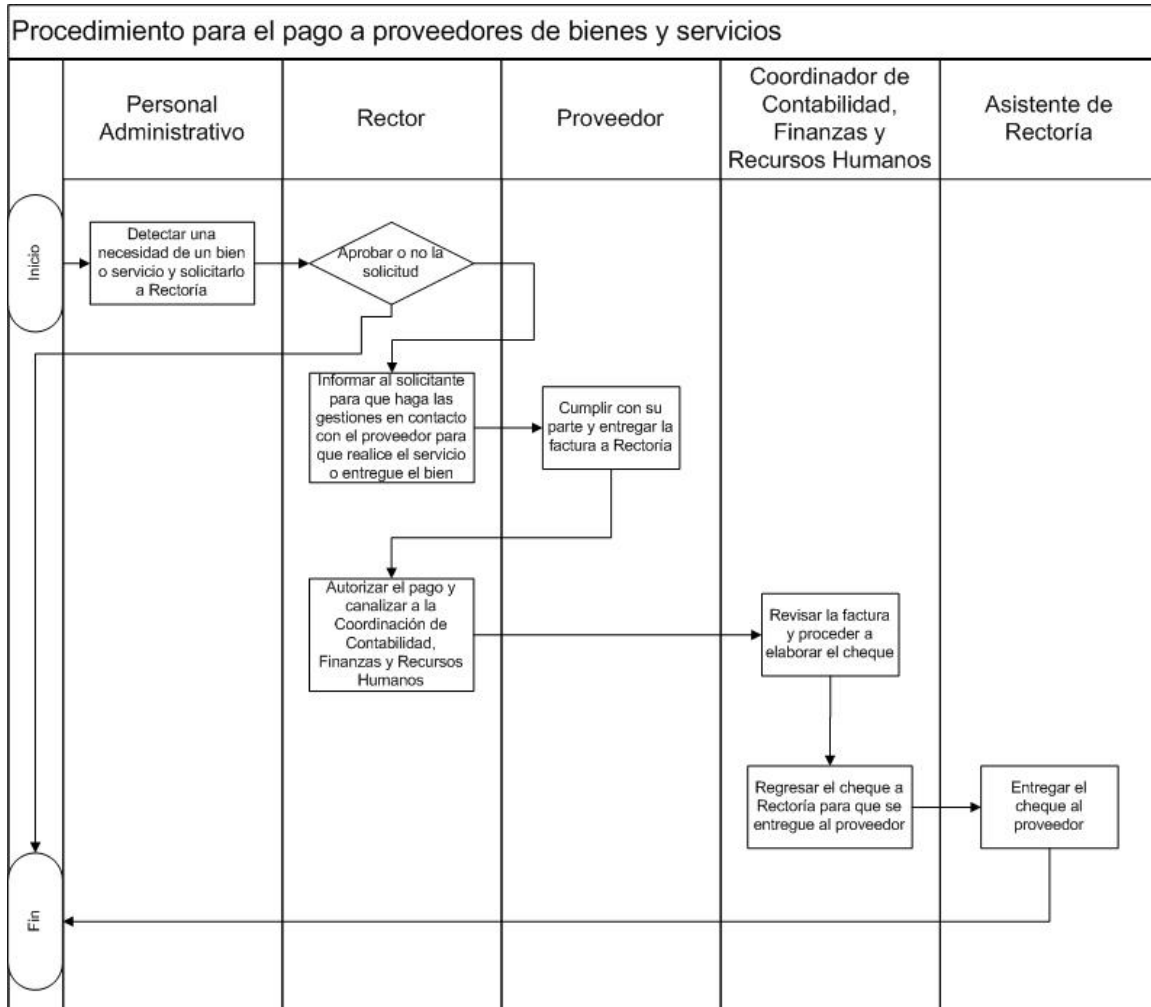 Procedimiento para el pago a proveedores de bienes y servicios
Personal
Administrativo
Rector
Proveedor
Coordinador de
Contabilidad,
Finanzas y
Recursos Humanos
Asistente de
Rectoría
Inicio
Detectar una
necesidad de un bien
o servicio y solicitarlo
a Rectoría
Aprobar o no la
solicitud
Informar al solicitante
para que haga las
gestiones en contacto
con el proveedor para
que realice el servicio
o entregue el bien
Cumplir con su
parte y entregar la
factura a Rectoría
Autorizar el pago y
canalizar a la
Coordinación de
Contabilidad,
Finanzas y Recursos
Humanos
Revisar la factura
y proceder a
elaborar el cheque
Regresar el cheque a
Rectoría para que se
entregue al proveedor
Entregar el
cheque al
proveedor
Fin